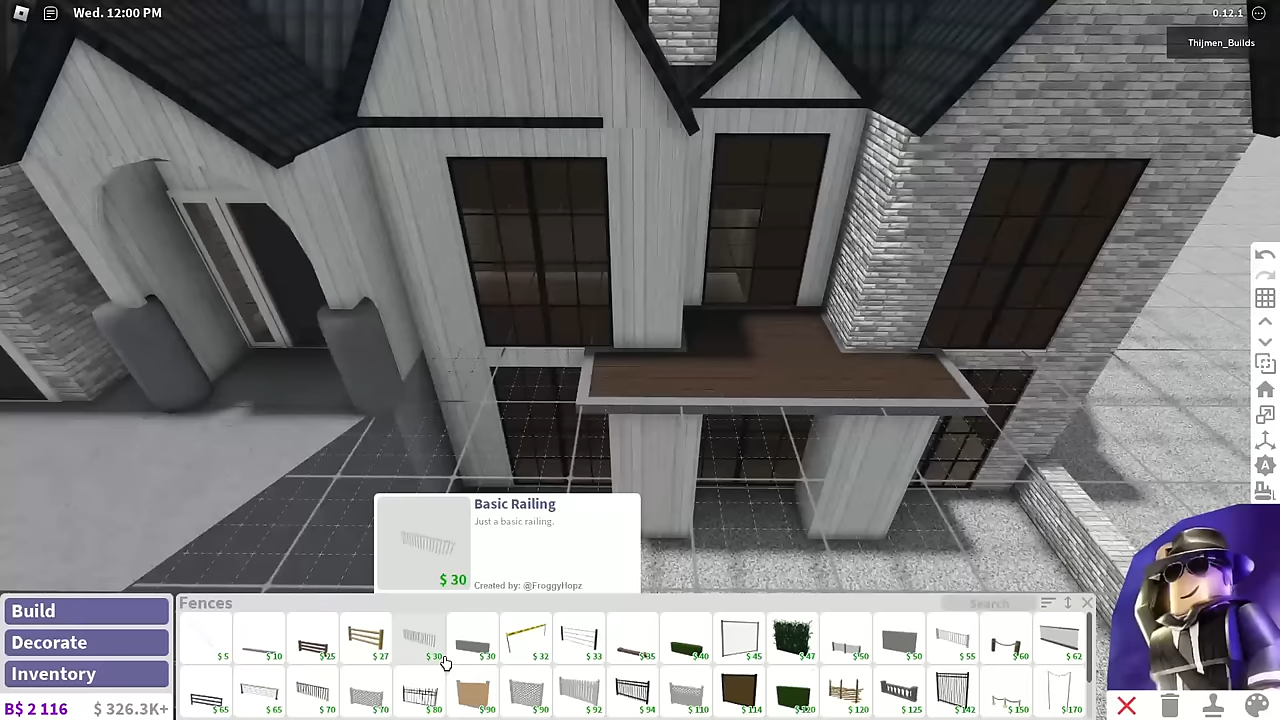 Wed. 12:00 PM
0.12.1
Thijmen_Builds
A
Basic Railing
Just a basic railing.
$ 30
Created by: @FroggyHopz
Build
Decorate
Inventory
B$ 2 116
$ 326.3K+
Fences
Search
$ 5
$ 10
$ 25
$ 27
$ 30
$ 30
$ 32
$ 33
$ 35
$ 40
$ 45
$ 47
$ 50
$ 50
$ 55
$ 60
$ 62
$ 65
$ 65
$ 70
$ 70
$ 80
$ 90
$ 90
$ 92
$ 94
$ 110
$ 114
$ 120
$ 120
$ 125
$ 142
$ 150
$ 170